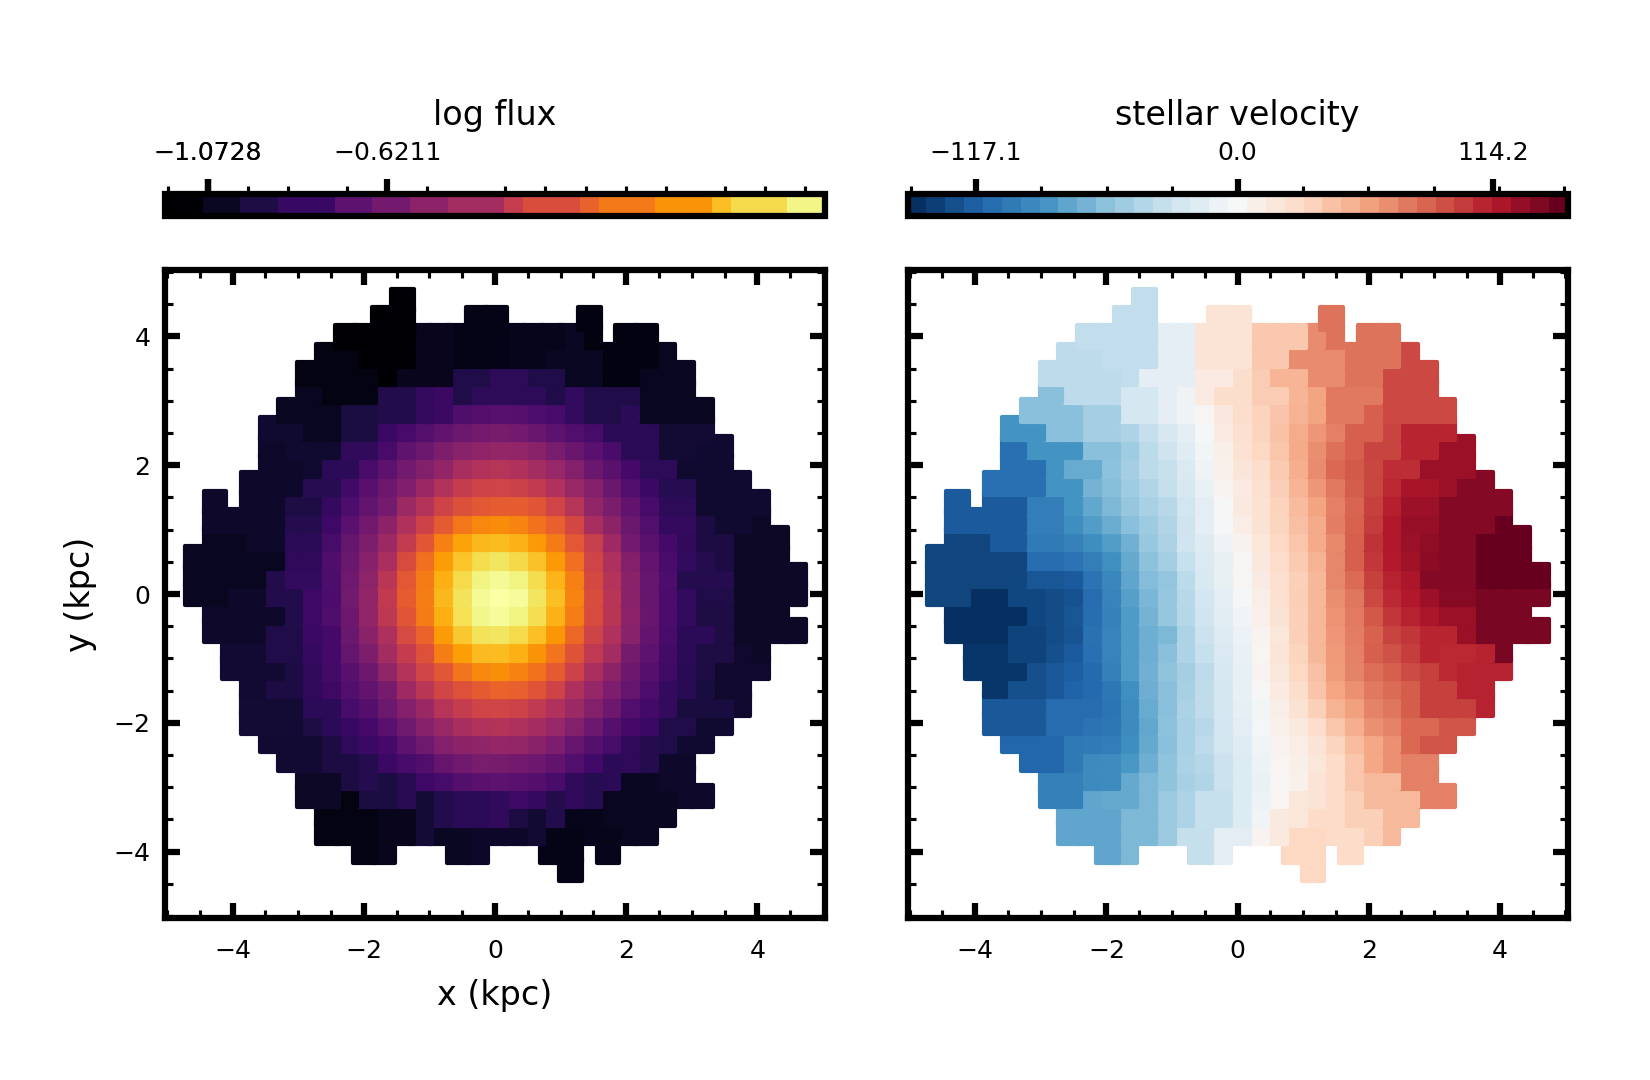 log flux
stellar velocity
−1.0728 −0.6211
−117.1 0.0 114.2
4
2
0
−2
−4
y (kpc)
−4 −2 0 2 4
−4 −2 0 2 4
x (kpc)